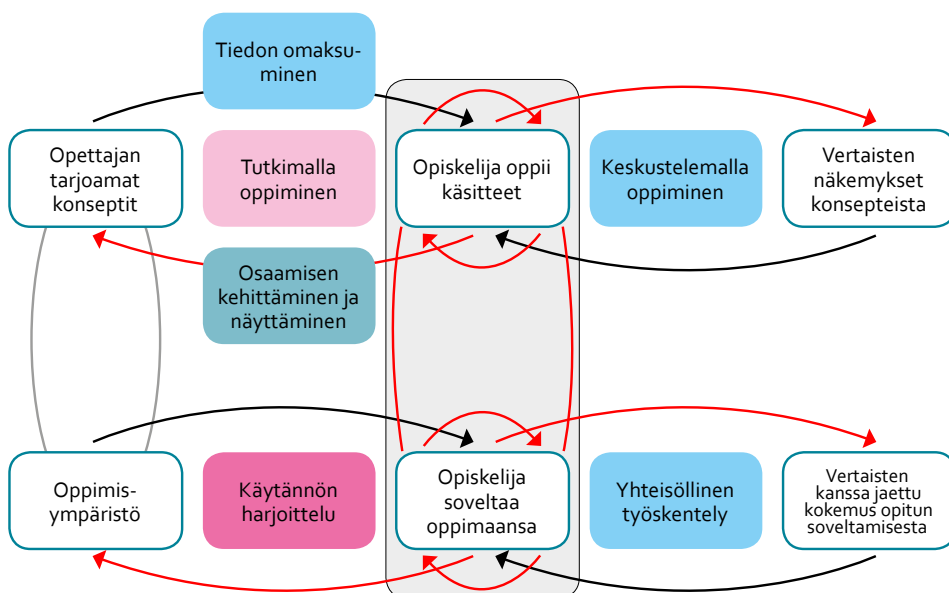 Tiedon omaksu-
minen
Opettajan
tarjoamat
konseptit
Tutkimalla
oppiminen
Opiskelija oppii
käsitteet
Keskustelemalla
oppiminen
Vertaisten
näkemykset
konsepteista
Osaamisen
kehittäminen ja
näyttäminen
Oppimis-
ympäristö
Käytännön
harjoittelu
Opiskelija
soveltaa
oppimaansa
Yhteisöllinen
työskentely
Vertaisten
kanssa jaettu
kokemus opitun
soveltamisesta